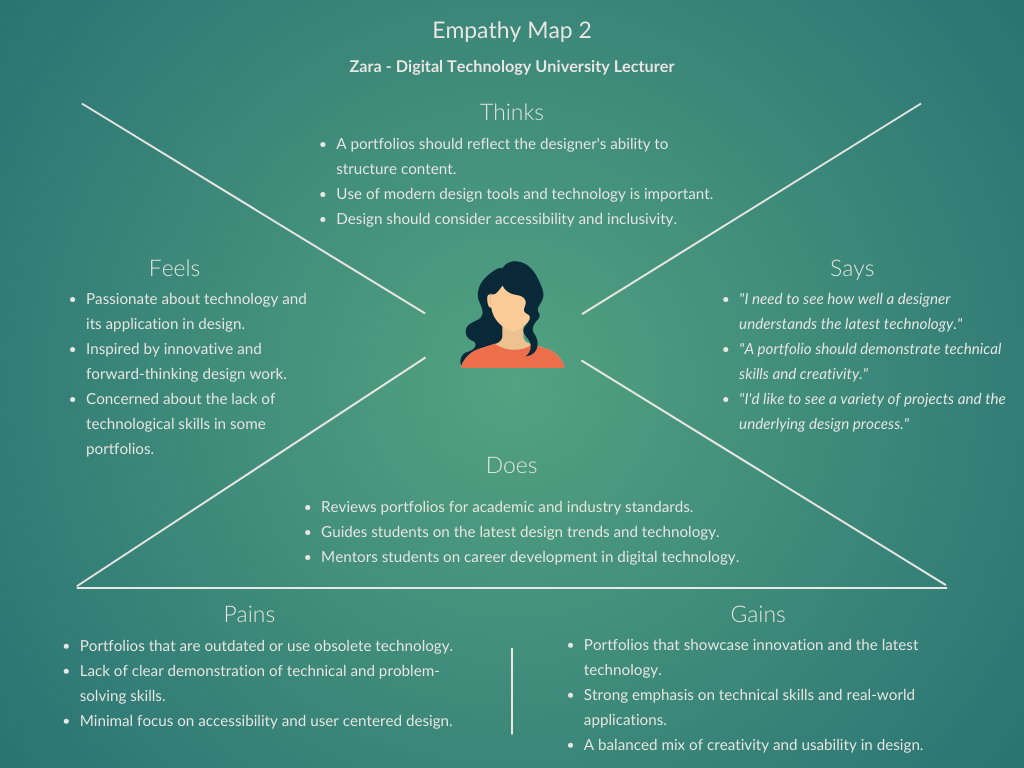 Empathy Map 2
Zara - Digital Technology University Lecturer
Thinks
• A portfolios should reflect the designer's ability to
structure content.
• Use of modern design tools and technology is important.
• Design should consider accessibility and inclusivity.
Feels
• Passionate about technology and
its application in design.
• Inspired by innovative and
forward-thinking design work.
• Concerned about the lack of
technological skills in some
portfolios.
Says
• "I need to see how well a designer
understands the latest technology."
• "A portfolio should demonstrate technical
skills and creativity."
• "I'd like to see a variety of projects and the
underlying design process."
Does
• Reviews portfolios for academic and industry standards.
• Guides students on the latest design trends and technology.
• Mentors students on career development in digital technology.
Pains
• Portfolios that are outdated or use obsolete technology.
• Lack of clear demonstration of technical and problem-
solving skills.
• Minimal focus on accessibility and user centered design.
Gains
• Portfolios that showcase innovation and the latest
technology.
• Strong emphasis on technical skills and real-world
applications.
• A balanced mix of creativity and usability in design.